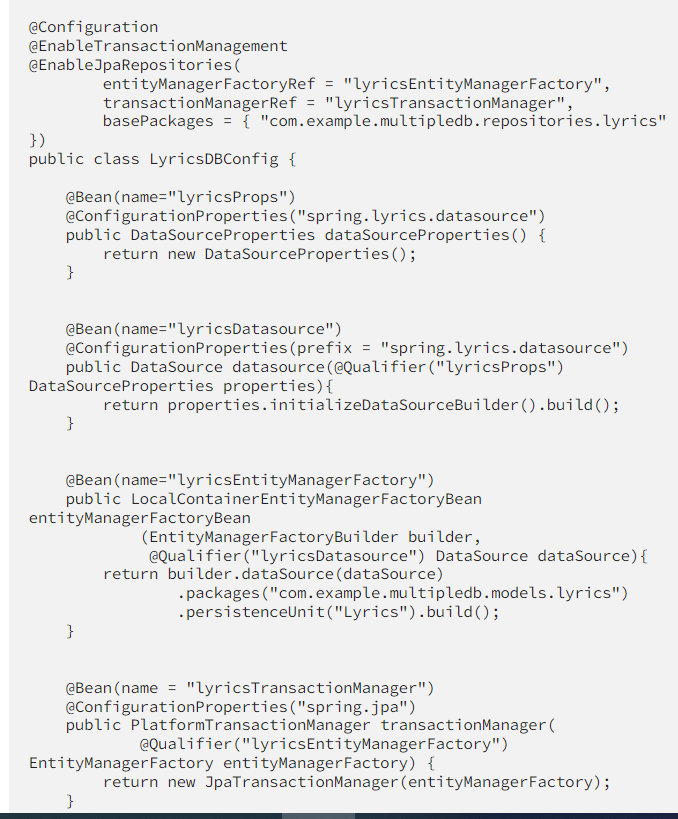 @Configuration
@EnableTransactionManagement
@EnableJpaRepositories(
        entityManagerFactoryRef = "lyricsEntityManagerFactory",
        transactionManagerRef = "lyricsTransactionManager",
        basePackages = { "com.example.multipledb.repositories.lyrics"
})
public class LyricsDBConfig {
    @Bean(name="lyricsProps")
    @ConfigurationProperties("spring.lyrics.datasource")
    public DataSourceProperties dataSourceProperties() {
        return new DataSourceProperties();
    }
    @Bean(name="lyricsDatasource")
    @ConfigurationProperties(prefix = "spring.lyrics.datasource")
    public DataSource datasource(@Qualifier("lyricsProps")
DataSourceProperties properties){
        return properties.initializeDataSourceBuilder().build();
    }
    @Bean(name="lyricsEntityManagerFactory")
    public LocalContainerEntityManagerFactoryBean
entityManagerFactoryBean
            (EntityManagerFactoryBuilder builder,
             @Qualifier("lyricsDatasource") DataSource dataSource){
        return builder.dataSource(dataSource)
                .packages("com.example.multipledb.models.lyrics")
                .persistenceUnit("Lyrics").build();
    }
    @Bean(name = "lyricsTransactionManager")
    @ConfigurationProperties("spring.jpa")
    public PlatformTransactionManager transactionManager(
            @Qualifier("lyricsEntityManagerFactory")
EntityManagerFactory entityManagerFactory) {
        return new JpaTransactionManager(entityManagerFactory);
    }